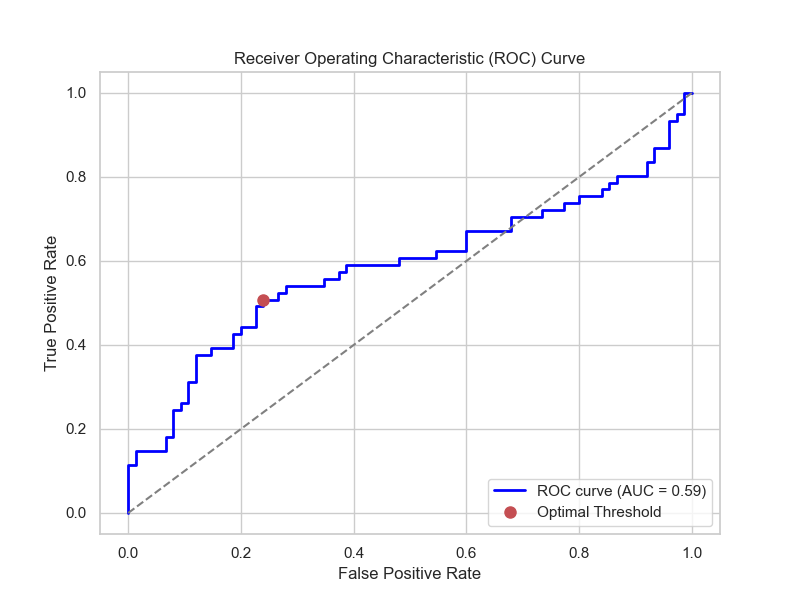 Receiver Operating Characteristic (ROC) Curve
True Positive Rate
1.0
0.8
0.6
0.4
0.2
0.0
0.0 0.2 0.4 0.6 0.8 1.0
False Positive Rate
ROC curve (AUC = 0.59)
Optimal Threshold